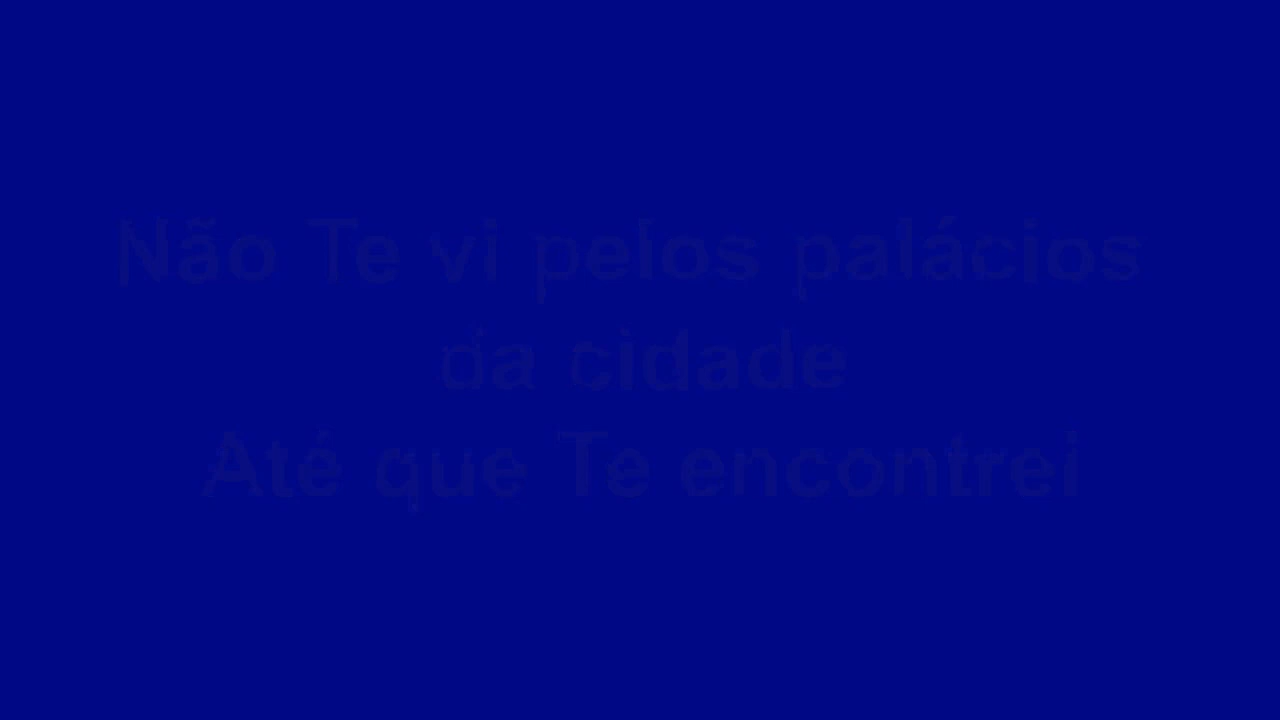 Não Te vi pelos palácios
da cidade
Até que Te encontrei